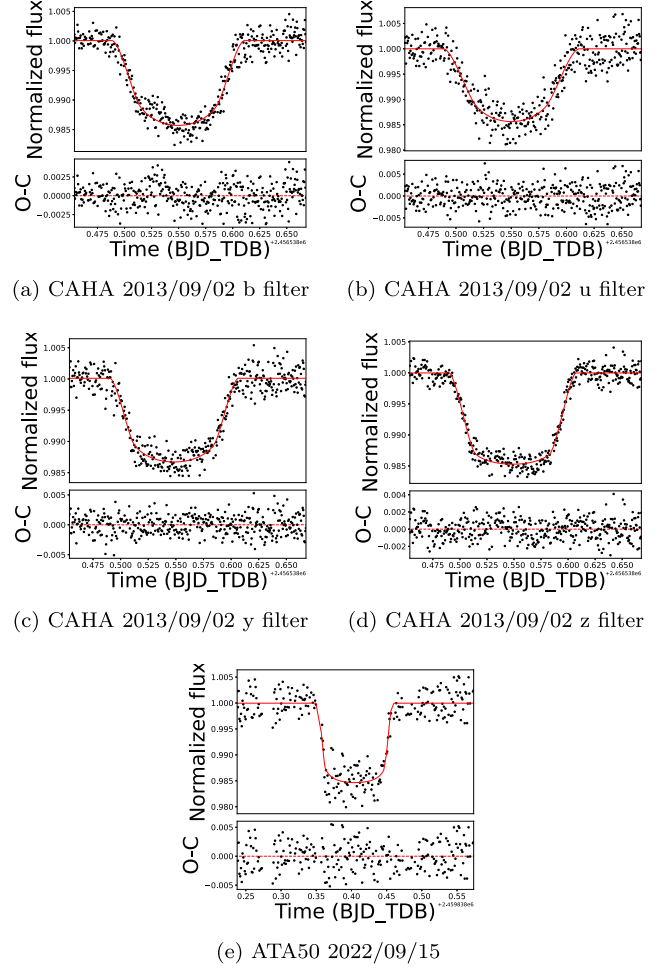 1.005
1.000
0.995
0.990
0.985
Normalized flux
0.0025
0.0000
−0.0025
O-C
0.475 0.500 0.525 0.550 0.575 0.600 0.625 0.650
+2.456538e6
Time (BJD_TDB)
(a) CAHA 2013/09/02 b filter
1.005
1.000
0.995
0.990
0.985
0.980
Normalized flux
0.005
0.000
−0.005
O-C
0.475 0.500 0.525 0.550 0.575 0.600 0.625 0.650
+2.456538e6
Time (BJD_TDB)
(b) CAHA 2013/09/02 u filter
1.005
1.000
0.995
0.990
0.985
Normalized flux
0.005
0.000
−0.005
O-C
0.475 0.500 0.525 0.550 0.575 0.600 0.625 0.650
+2.456538e6
Time (BJD_TDB)
(c) CAHA 2013/09/02 y filter
1.005
1.000
0.995
0.990
0.985
Normalized flux
0.004
0.002
0.000
−0.002
O-C
0.475 0.500 0.525 0.550 0.575 0.600 0.625 0.650
+2.456538e6
Time (BJD_TDB)
(d) CAHA 2013/09/02 z filter
1.005
1.000
0.995
0.990
0.985
0.980
Normalized flux
0.005
0.000
−0.005
O-C
0.25 0.30 0.35 0.40 0.45 0.50 0.55
+2.459838e6
Time (BJD_TDB)
(e) ATA50 2022/09/15